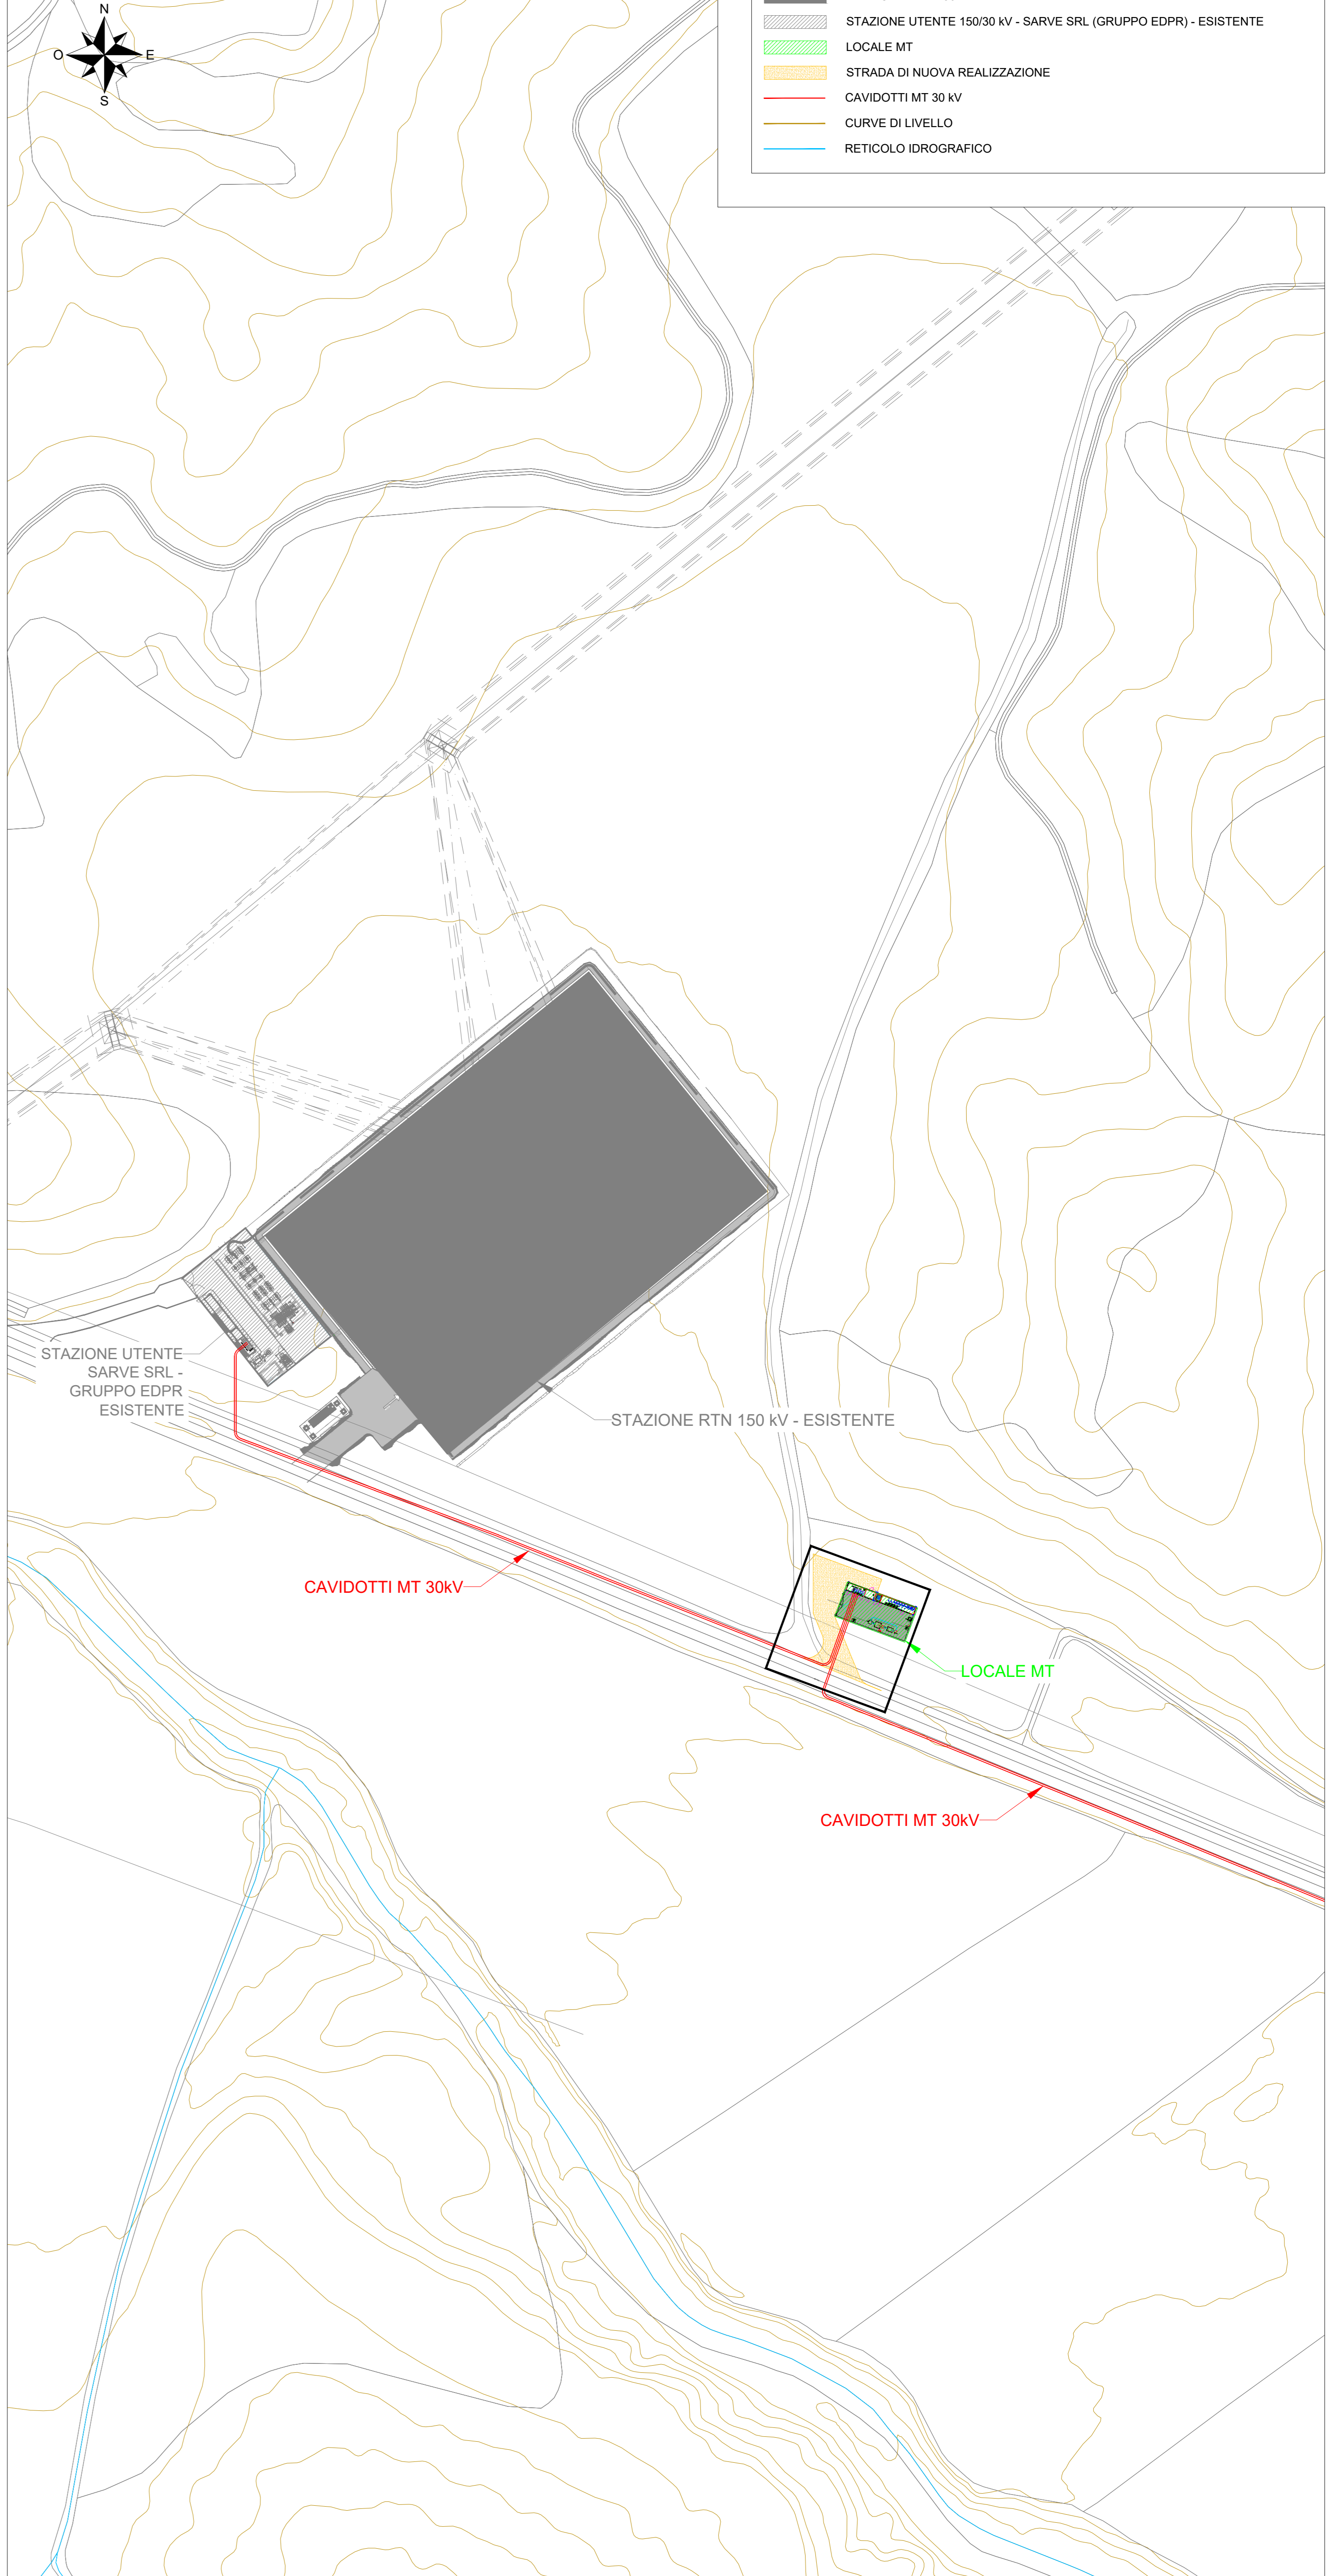 N
O
E
S
STAZIONE UTENTE 150/30 kV - SARVE SRL (GRUPPO EDPR) - ESISTENTE
LOCALE MT
STRADA DI NUOVA REALIZZAZIONE
CAVIDOTTI MT 30 kV
CURVE DI LIVELLO
RETICOLO IDROGRAFICO
STAZIONE UTENTE
SARVE SRL -
GRUPPO EDPR
ESISTENTE
STAZIONE RTN 150 kV - ESISTENTE
CAVIDOTTI MT 30kV
LOCALE MT
CAVIDOTTI MT 30kV